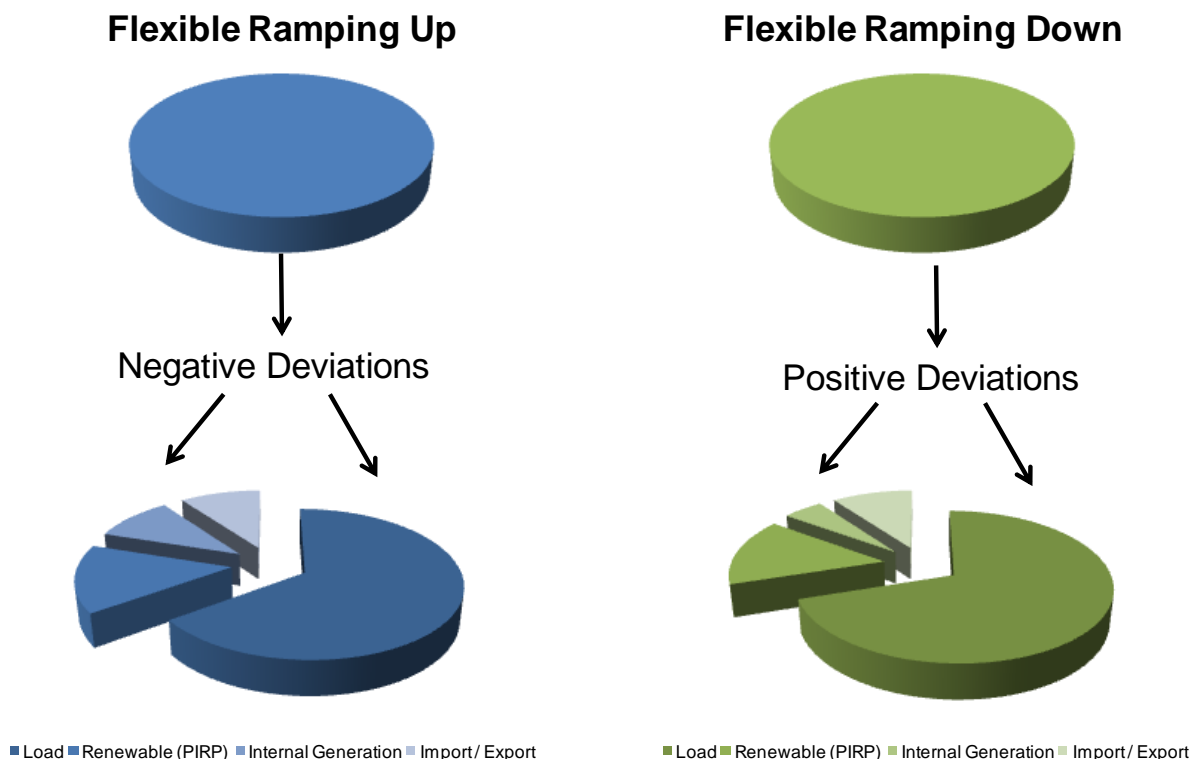 Flexible Ramping Up
Flexible Ramping Down
Negative Deviations
Positive Deviations
Load Renewable (PIRP) Internal Generation Import / Export
Load Renewable (PIRP) Internal Generation Import / Export